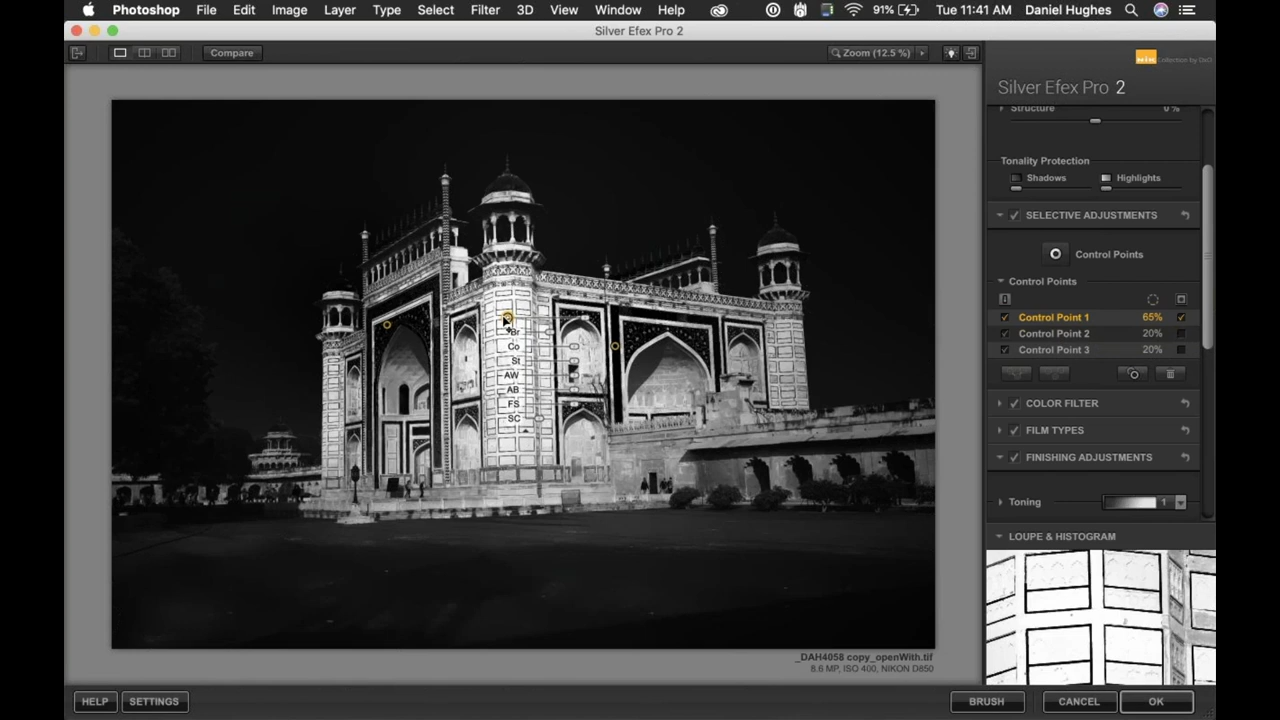 Photoshop File Edit Image Layer Type Select Filter 3D View Window Help 91% Tue 11:41 AM Daniel Hughes
Silver Efex Pro 2
Compare
Zoom (12.5 %)
nik Collection by DxO
Silver Efex Pro 2
Structure 0 %
Tonality Protection
Shadows Highlights
SELECTIVE ADJUSTMENTS
Control Points
Control Points
Control Point 1 65%
Control Point 2 20%
Control Point 3 20%
COLOR FILTER
FILM TYPES
FINISHING ADJUSTMENTS
Toning 1
LOUPE & HISTOGRAM
Br
Co
St
AW
AB
FS
SC
_DAH4058 copy_openWith.tif
8.6 MP, ISO 400, NIKON D850
HELP SETTINGS BRUSH CANCEL OK